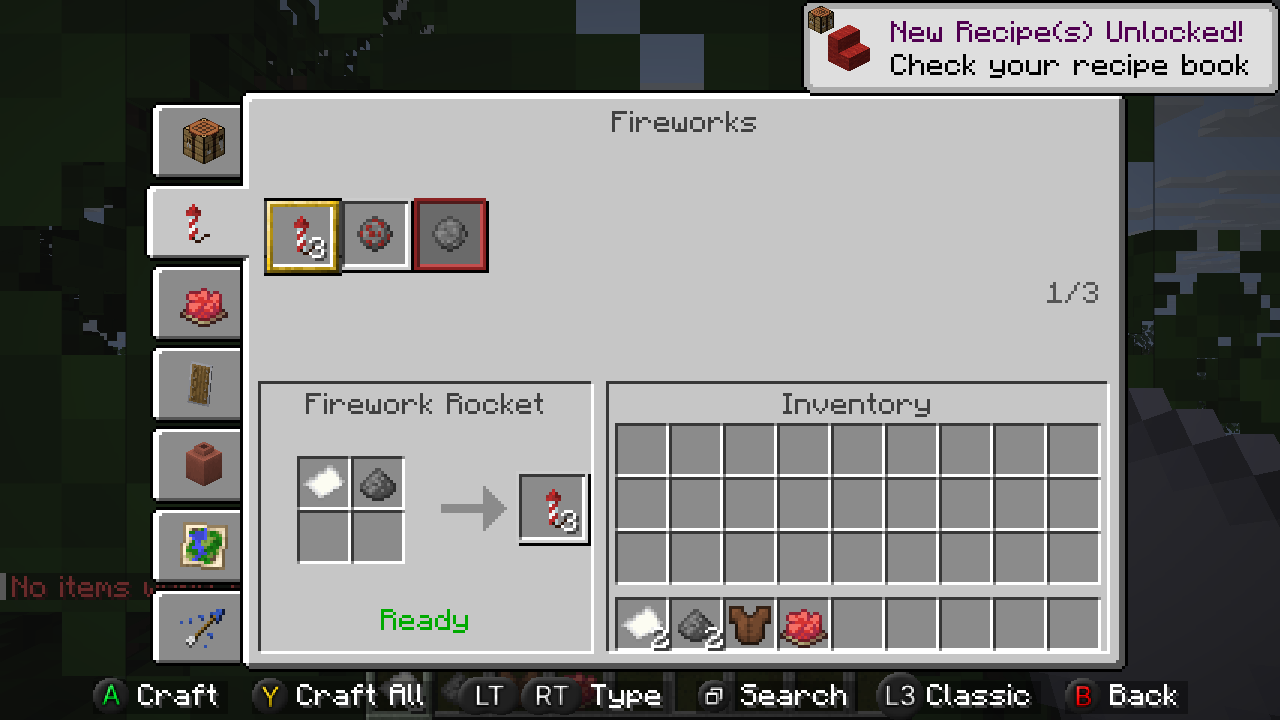 New Recipe(s) Unlocked!
Check your recipe book
Fireworks
3
1/3
Firework Rocket
3
Ready
Inventory
2
2
No items w
A Craft
Y Craft All
LT RT Type
Search
L3 Classic
B Back